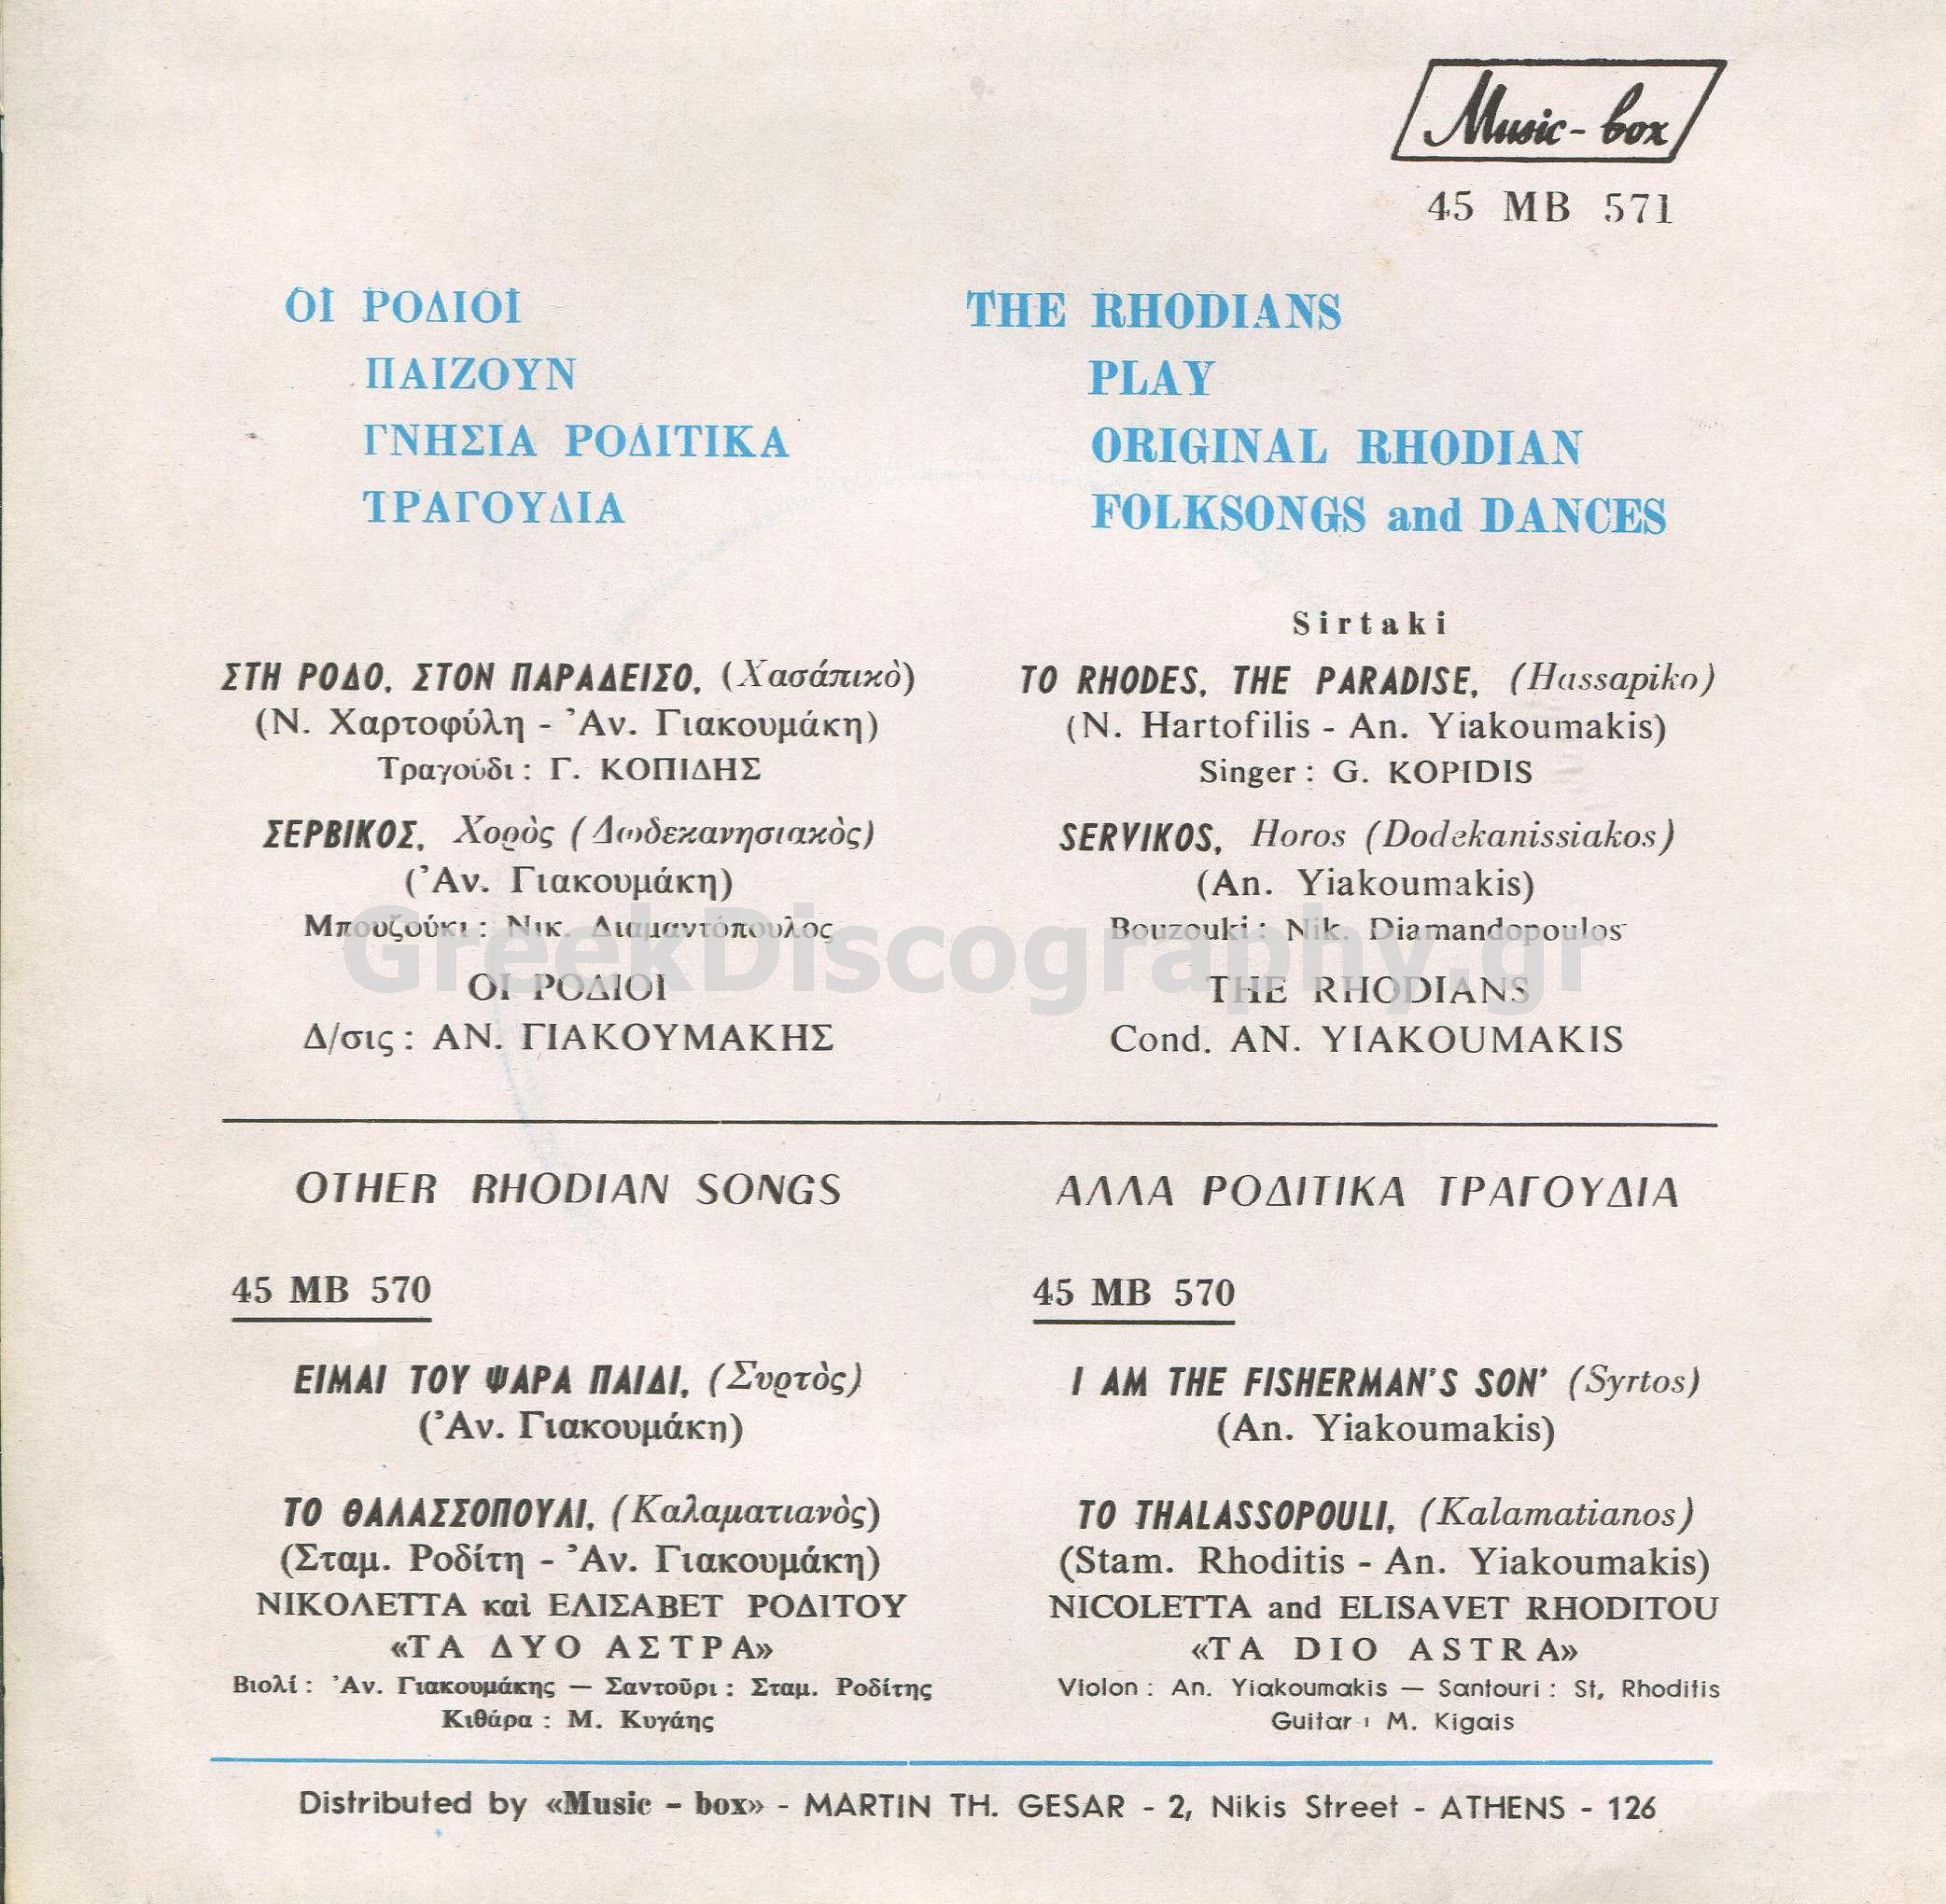 Music-box
45 MB 571
ΟΙ ΡΟΔΙΟΙ
ΠΑΙΖΟΥΝ
ΓΝΗΣΙΑ ΡΟΔΙΤΙΚΑ
ΤΡΑΓΟΥΔΙΑ
THE RHODIANS
PLAY
ORIGINAL RHODIAN
FOLKSONGS and DANCES
ΣΤΗ ΡΟΔΟ, ΣΤΟΝ ΠΑΡΑΔΕΙΣΟ, (Χασάπικὸ)
(Ν. Χαρτοφύλη - Ἀν. Γιακουμάκη)
Τραγούδι : Γ. ΚΟΠΙΔΗΣ
ΣΕΡΒΙΚΟΣ, Χορὸς (Δωδεκανησιακὸς)
(Ἀν. Γιακουμάκη)
Μπουζούκι : Νικ. Διαμαντόπουλος
ΟΙ ΡΟΔΙΟΙ
Δ/σις : ΑΝ. ΓΙΑΚΟΥΜΑΚΗΣ
Sirtaki
TO RHODES, THE PARADISE, (Hassapiko)
(N. Hartofilis - An. Yiakoumakis)
Singer : G. KOPIDIS
SERVIKOS, Horos (Dodekanissiakos)
(An. Yiakoumakis)
Bouzouki : Nik. Diamandopoulos
THE RHODIANS
Cond. AN. YIAKOUMAKIS
GreekDiscography.gr
OTHER RHODIAN SONGS
45 MB 570
ΕΙΜΑΙ ΤΟΥ ΨΑΡΑ ΠΑΙΔΙ, (Συρτὸς)
(Ἀν. Γιακουμάκη)
ΤΟ ΘΑΛΑΣΣΟΠΟΥΛΙ, (Καλαματιανὸς)
(Σταμ. Ροδίτη - Ἀν. Γιακουμάκη)
ΝΙΚΟΛΕΤΤΑ καὶ ΕΛΙΣΑΒΕΤ ΡΟΔΙΤΟΥ
«ΤΑ ΔΥΟ ΑΣΤΡΑ»
Βιολί : Ἀν. Γιακουμάκης — Σαντοῦρι : Σταμ. Ροδίτης
Κιθάρα : Μ. Κυγάης
ΑΛΛΑ ΡΟΔΙΤΙΚΑ ΤΡΑΓΟΥΔΙΑ
45 MB 570
I AM THE FISHERMAN'S SON' (Syrtos)
(An. Yiakoumakis)
TO THALASSOPOULI, (Kalamatianos)
(Stam. Rhoditis - An. Yiakoumakis)
NICOLETTA and ELISAVET RHODITOU
«TA DIO ASTRA»
Violon : An. Yiakoumakis — Santouri : St, Rhoditis
Guitar : M. Kigais
Distributed by «Music - box» - MARTIN TH. GESAR - 2, Nikis Street - ATHENS - 126